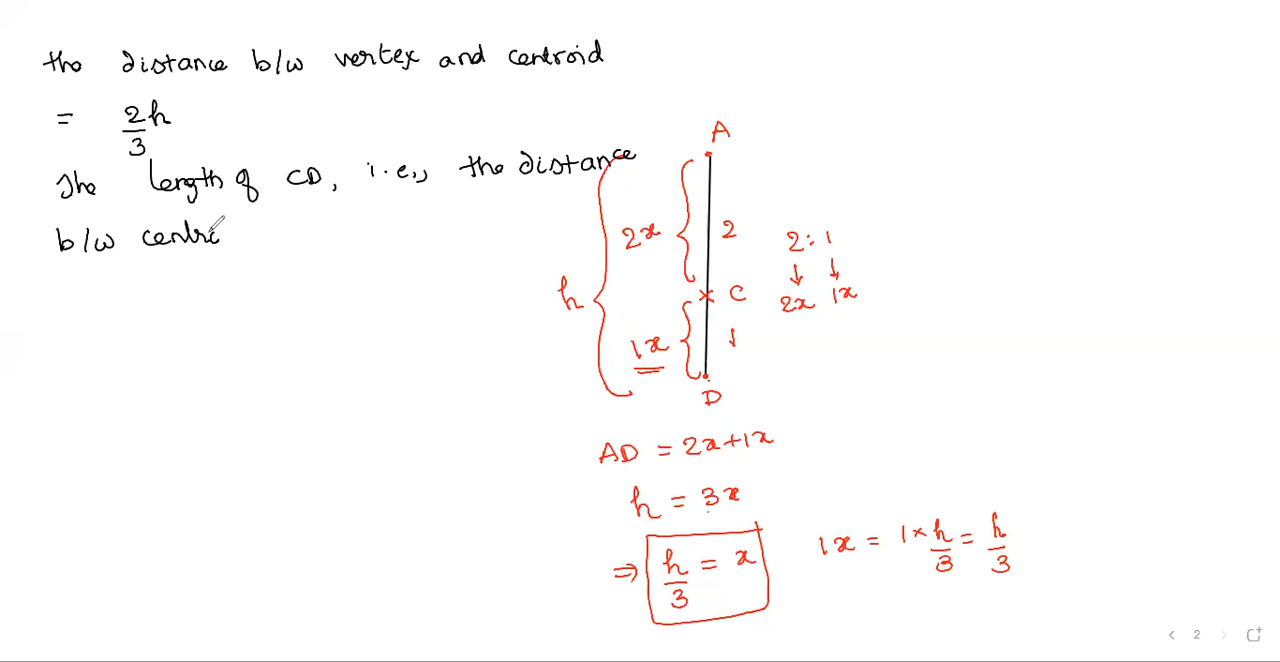 the distance b/w vertex and centroid
= 2h/3
The length of CD, i.e., the distance
b/w centri
A
2x
2
2 : 1
h
C
2x 1x
1x
1
D
AD = 2x+1x
h = 3x
⇒ h/3 = x
1x = 1 × h/3 = h/3
< 2 >